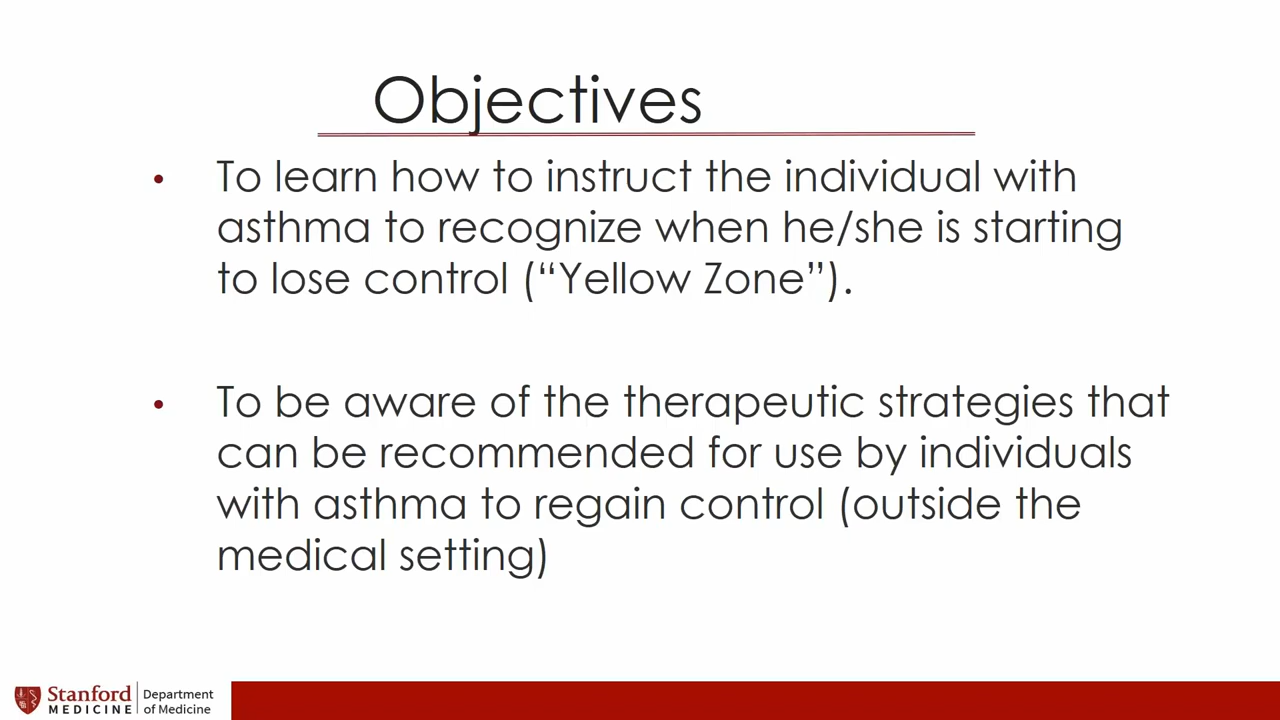 Objectives
• To learn how to instruct the individual with
asthma to recognize when he/she is starting
to lose control (“Yellow Zone”).
• To be aware of the therapeutic strategies that
can be recommended for use by individuals
with asthma to regain control (outside the
medical setting)
Stanford
MEDICINE
Department
of Medicine